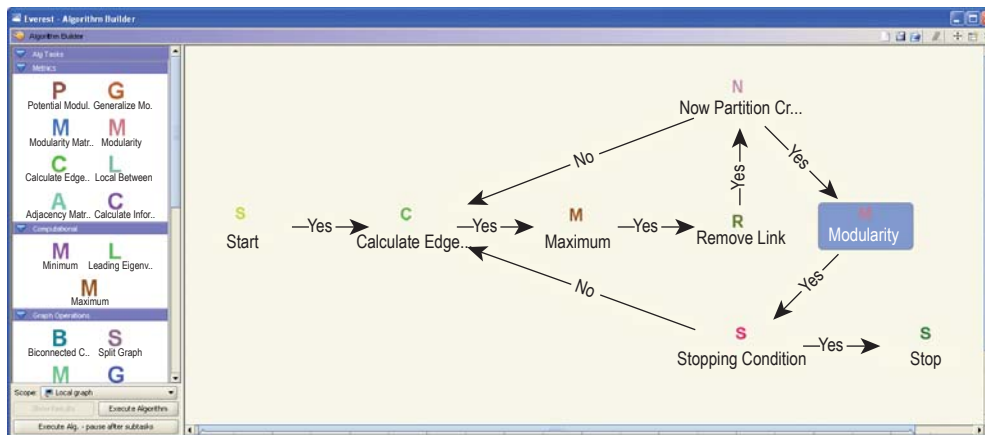 Everest - Algorithm Builder
Algorithm Builder
Alg Tasks
Metrics
P G
Potential Modul. Generalize Mo.
M M
Modularity Matr.. Modularity
C L
Calculate Edge.. Local Between
A C
Adjacency Matr.. Calculate Infor..
Computational
M L
Minimum Leading Eigenv..
M
Maximum
Graph Operations
B S
Biconnected C.. Split Graph
M G
Scope: Local graph
Show Results Execute Algorithm
Execute Alg. - pause after subtasks
N
Now Partition Cr...
No
Yes
Yes
S
Start
Yes
C
Calculate Edge...
Yes
M
Maximum
Yes
R
Remove Link
M
Modularity
No
Yes
S
Stopping Condition
Yes
S
Stop